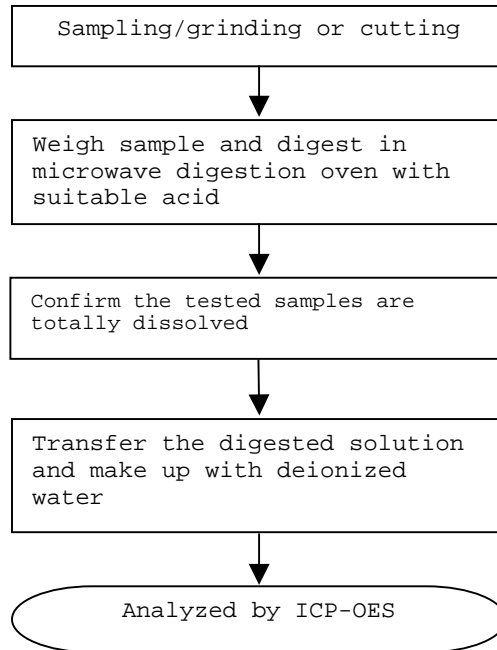 Sampling/grinding or cutting
Weigh sample and digest in
microwave digestion oven with
suitable acid
Confirm the tested samples are
totally dissolved
Transfer the digested solution
and make up with deionized
water
Analyzed by ICP-OES